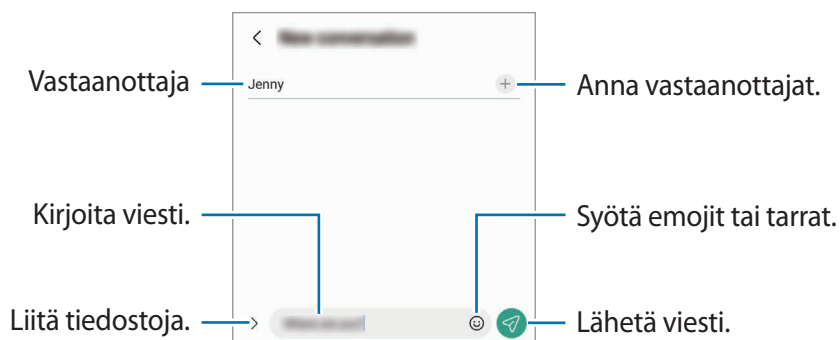 Vastaanottaja
Jenny
Anna vastaanottajat.
Kirjoita viesti.
Syötä emojit tai tarrat.
Liitä tiedostoja.
Lähetä viesti.